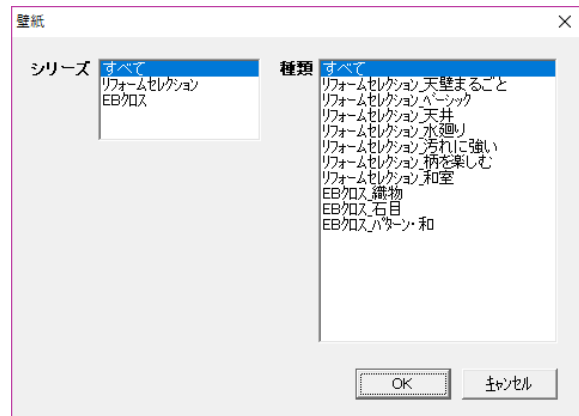 壁紙
シリーズ
すべて
ﾘﾌｫｰﾑｾﾚｸｼｮﾝ
EBｸﾛｽ
種類
すべて
ﾘﾌｫｰﾑｾﾚｸｼｮﾝ_天壁まるごと
ﾘﾌｫｰﾑｾﾚｸｼｮﾝ_ﾍﾞｰｼｯｸ
ﾘﾌｫｰﾑｾﾚｸｼｮﾝ_天井
ﾘﾌｫｰﾑｾﾚｸｼｮﾝ_水廻り
ﾘﾌｫｰﾑｾﾚｸｼｮﾝ_汚れに強い
ﾘﾌｫｰﾑｾﾚｸｼｮﾝ_柄を楽しむ
ﾘﾌｫｰﾑｾﾚｸｼｮﾝ_和室
EBｸﾛｽ_織物
EBｸﾛｽ_石目
EBｸﾛｽ_ﾊﾟﾀｰﾝ・和
OK
ｷｬﾝｾﾙ